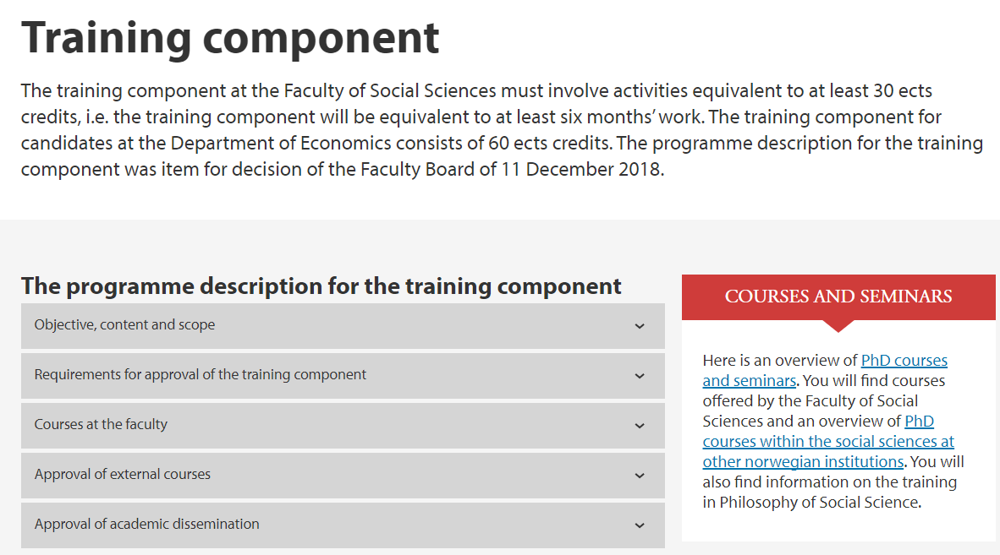 Training component
The training component at the Faculty of Social Sciences must involve activities equivalent to at least 30 ects
credits, i.e. the training component will be equivalent to at least six months’ work. The training component for
candidates at the Department of Economics consists of 60 ects credits. The programme description for the training
component was item for decision of the Faculty Board of 11 December 2018.
The programme description for the training component
Objective, content and scope
Requirements for approval of the training component
Courses at the faculty
Approval of external courses
Approval of academic dissemination
COURSES AND SEMINARS
Here is an overview of PhD courses
and seminars. You will find courses
offered by the Faculty of Social
Sciences and an overview of PhD
courses within the social sciences at
other norwegian institutions. You will
also find information on the training
in Philosophy of Social Science.